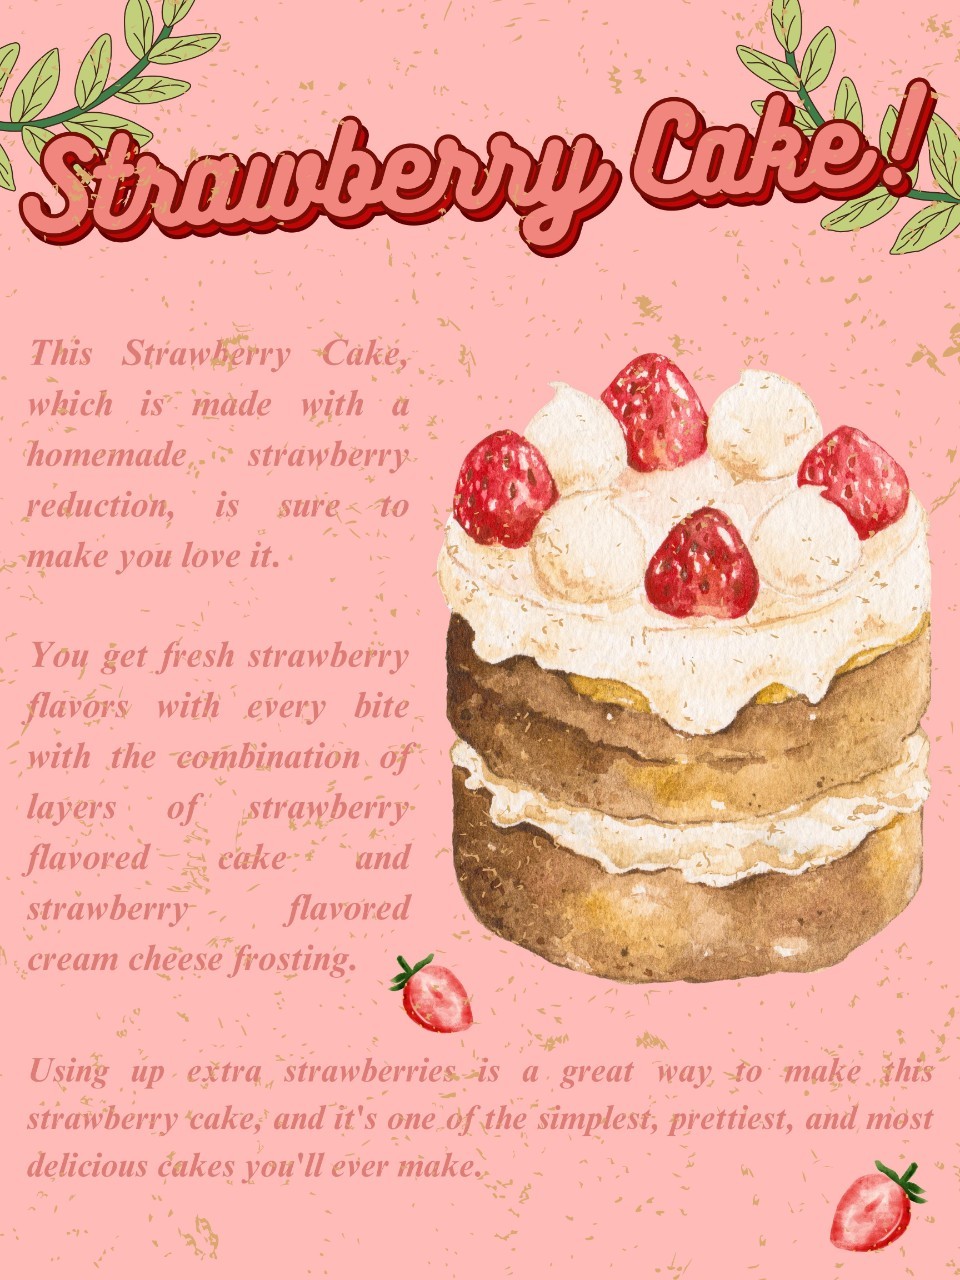 Strawberry Cake!
This Strawberry Cake,
which is made with a
homemade strawberry
reduction, is sure to
make you love it.
You get fresh strawberry
flavors with every bite
with the combination of
layers of strawberry
flavored cake and
strawberry flavored
cream cheese frosting.
Using up extra strawberries is a great way to make this
strawberry cake, and it's one of the simplest, prettiest, and most
delicious cakes you'll ever make.